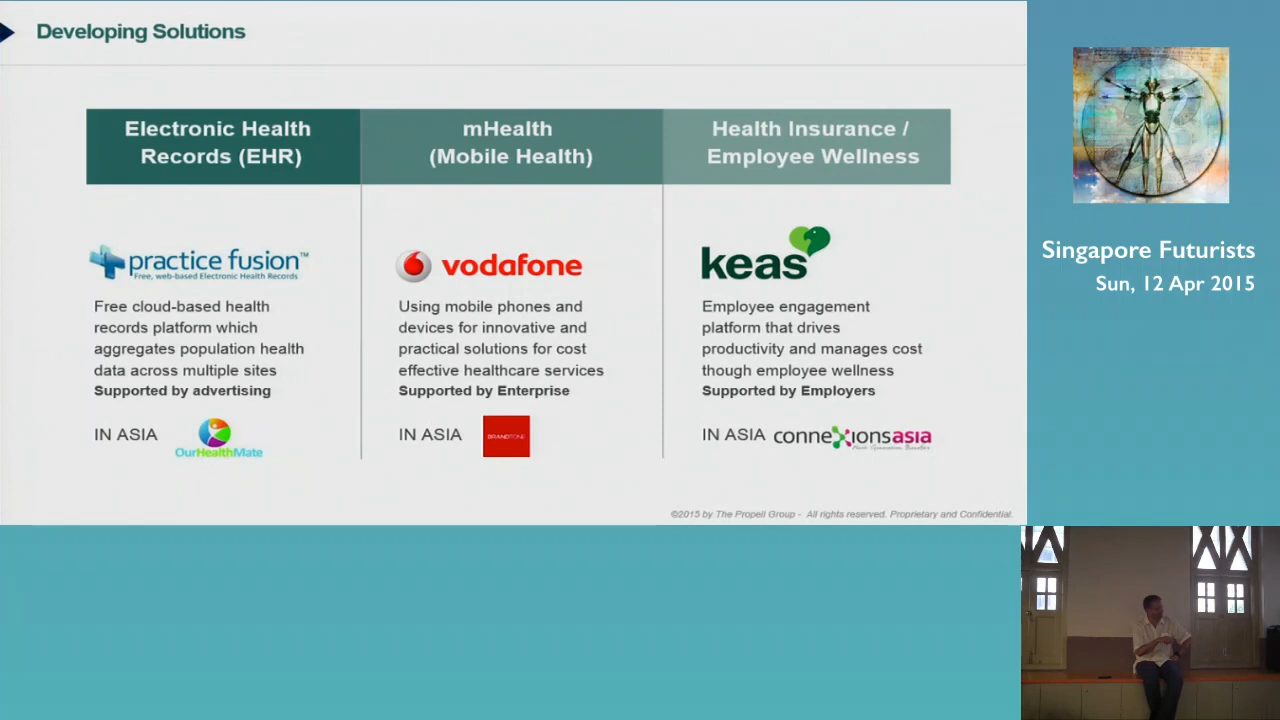 Developing Solutions
Electronic Health
Records (EHR)
mHealth
(Mobile Health)
Health Insurance /
Employee Wellness
practice fusion™
Free, web-based Electronic Health Records
Free cloud-based health
records platform which
aggregates population health
data across multiple sites
Supported by advertising
IN ASIA
OurHealthMate
vodafone
Using mobile phones and
devices for innovative and
practical solutions for cost
effective healthcare services
Supported by Enterprise
IN ASIA
BRANDTONE
keas
Employee engagement
platform that drives
productivity and manages cost
though employee wellness
Supported by Employers
IN ASIA
connexionsasia
©2015 by The Propell Group - All rights reserved. Proprietary and Confidential.
Singapore Futurists
Sun, 12 Apr 2015